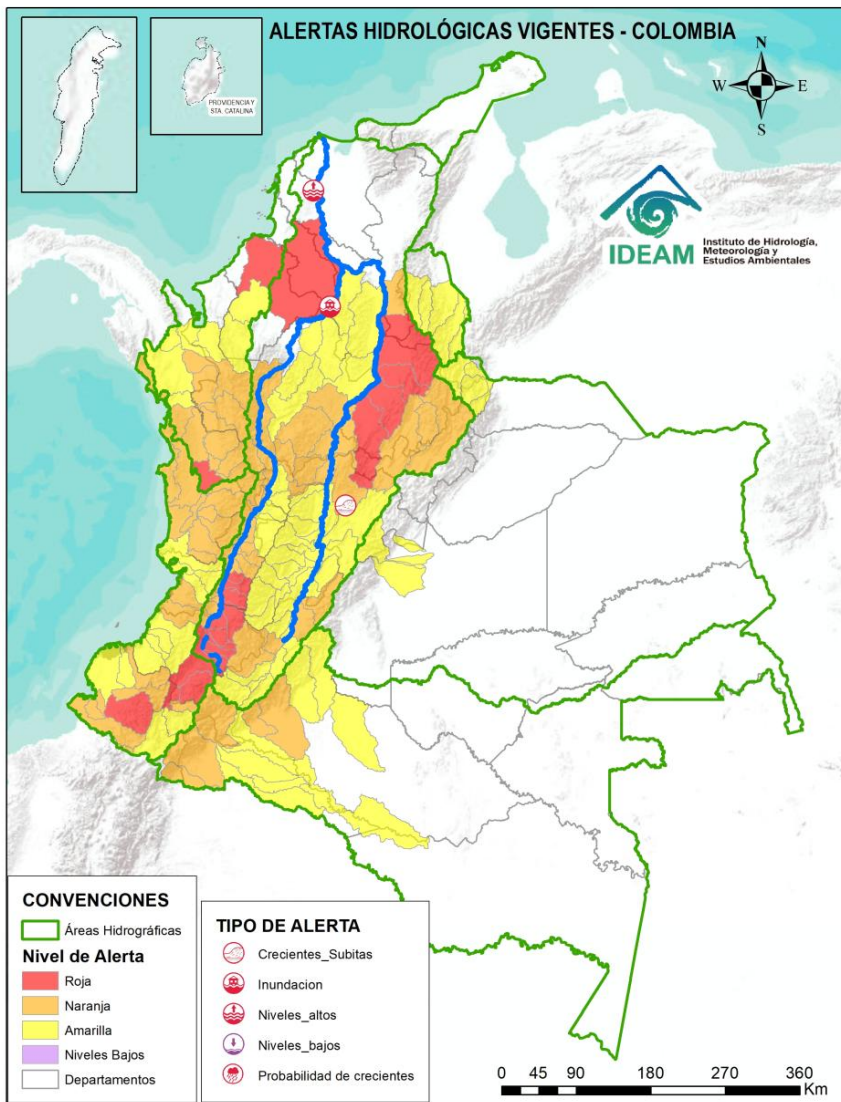 ALERTAS HIDROLÓGICAS VIGENTES - COLOMBIA
PROVIDENCIA Y
STA. CATALINA
N
W
E
S
IDEAM
Instituto de Hidrología,
Meteorología y
Estudios Ambientales
CONVENCIONES
Áreas Hidrográficas
Nivel de Alerta
Roja
Naranja
Amarilla
Niveles Bajos
Departamentos
TIPO DE ALERTA
Crecientes_Subitas
Inundacion
Niveles_altos
Niveles_bajos
Probabilidad de crecientes
0 45 90 180 270 360
Km